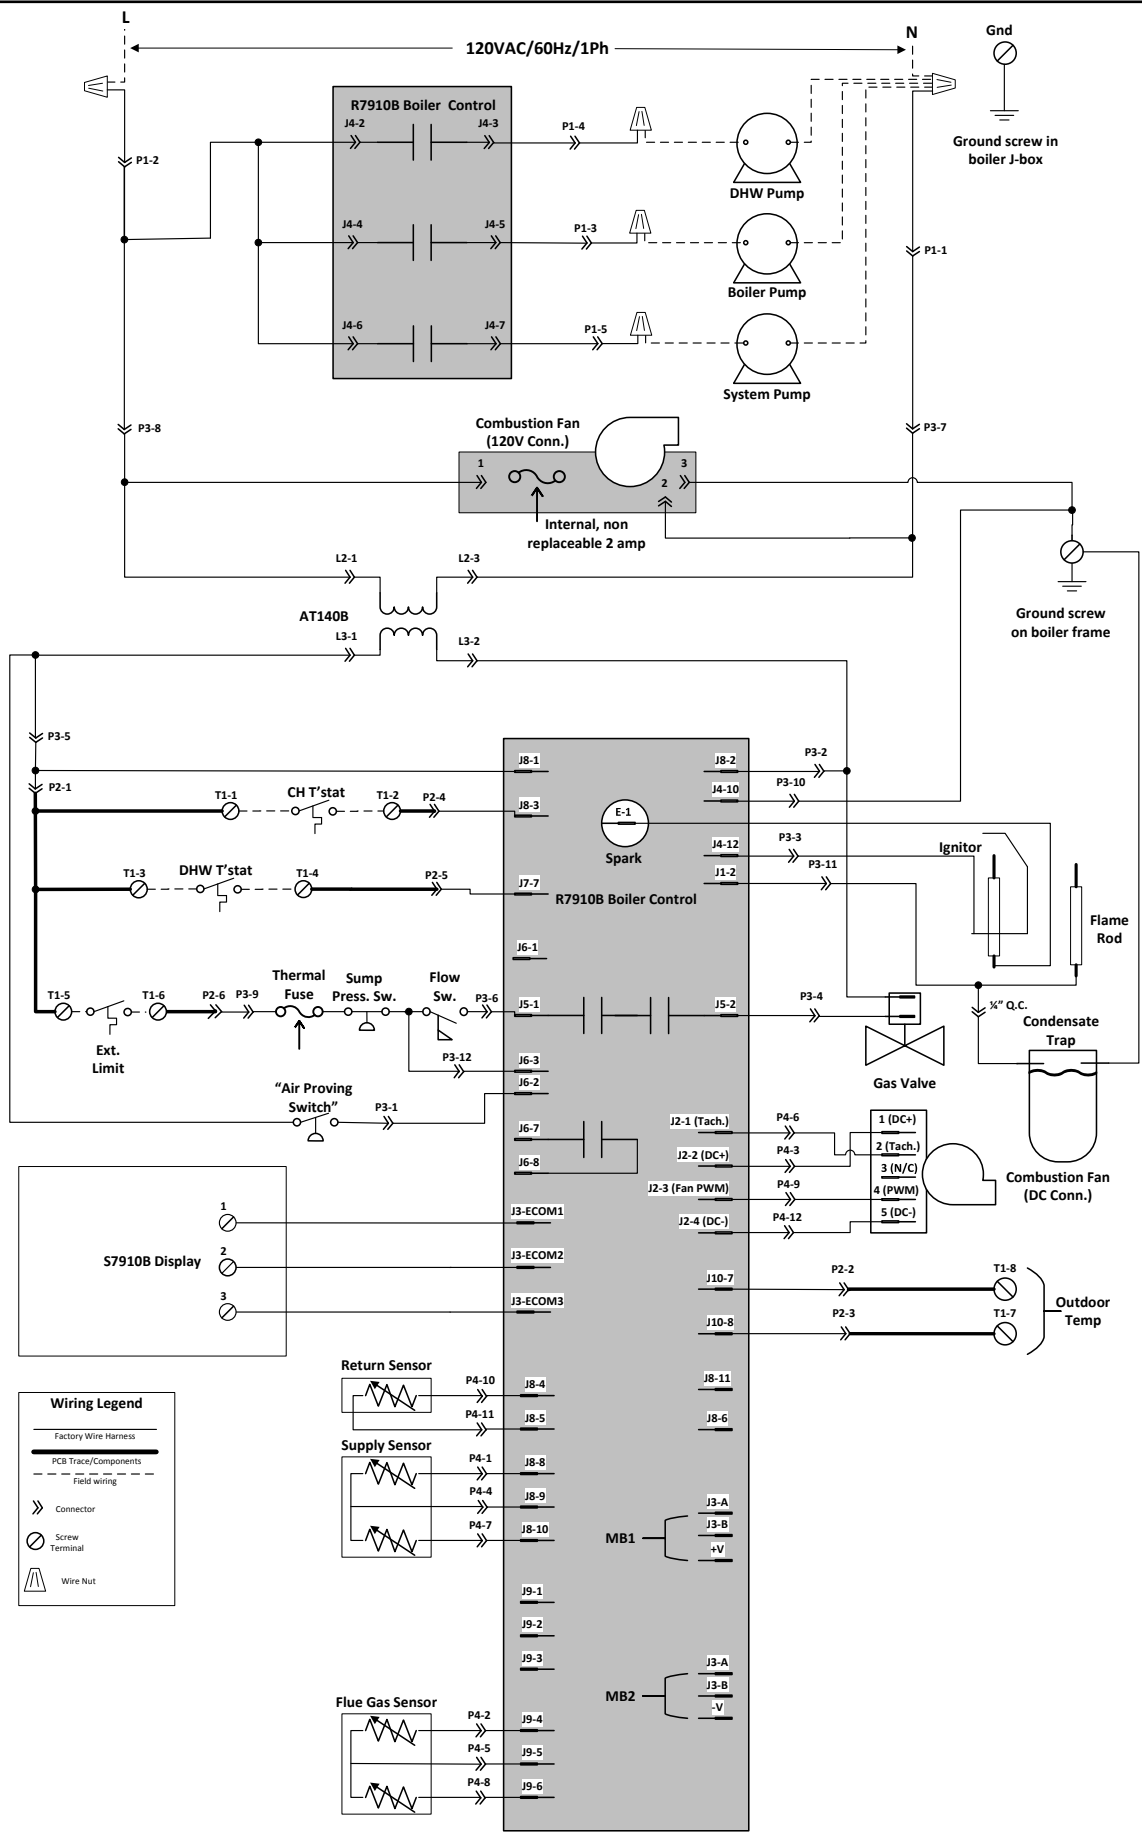 L
N
Gnd
120VAC/60Hz/1Ph
R7910B Boiler Control
J4-2
J4-3
P1-4
Ground screw in
boiler J-box
P1-2
DHW Pump
J4-4
J4-5
P1-3
P1-1
Boiler Pump
J4-6
J4-7
P1-5
System Pump
P3-8
Combustion Fan
(120V Conn.)
P3-7
1
3
2
Internal, non
replaceable 2 amp
L2-1
L2-3
AT140B
Ground screw
on boiler frame
L3-1
L3-2
P3-5
J8-1
J8-2
P3-2
P2-1
P3-10
T1-1
CH T'stat
T1-2
P2-4
J8-3
J4-10
E-1
Spark
J4-12
P3-3
Ignitor
DHW T'stat
T1-3
T1-4
P2-5
J7-7
J1-2
P3-11
R7910B Boiler Control
Flame
Rod
J6-1
Thermal
Fuse
Sump
Press. Sw.
Flow
Sw.
T1-5
T1-6
P2-6
P3-9
P3-6
J5-1
J5-2
P3-4
¼" Q.C.
Condensate
Trap
Ext.
Limit
P3-12
J6-3
J6-2
Gas Valve
"Air Proving
Switch"
P3-1
J6-7
J6-8
J2-1 (Tach.)
P4-6
1 (DC+)
J2-2 (DC+)
P4-3
2 (Tach.)
3 (N/C)
J2-3 (Fan PWM)
P4-9
4 (PWM)
J2-4 (DC-)
P4-12
5 (DC-)
Combustion Fan
(DC Conn.)
S7910B Display
1
J3-ECOM1
2
J3-ECOM2
3
J3-ECOM3
J10-7
P2-2
T1-8
J10-8
P2-3
T1-7
Outdoor
Temp
Return Sensor
P4-10
J8-4
J8-11
P4-11
J8-5
J8-6
Supply Sensor
P4-1
J8-8
P4-4
J8-9
P4-7
J8-10
MB1
J3-A
J3-B
+V
Wiring Legend
Factory Wire Harness
PCB Trace/Components
Field wiring
Connector
Screw
Terminal
Wire Nut
J9-1
J9-2
J9-3
MB2
J3-A
J3-B
-V
Flue Gas Sensor
P4-2
J9-4
P4-5
J9-5
P4-8
J9-6